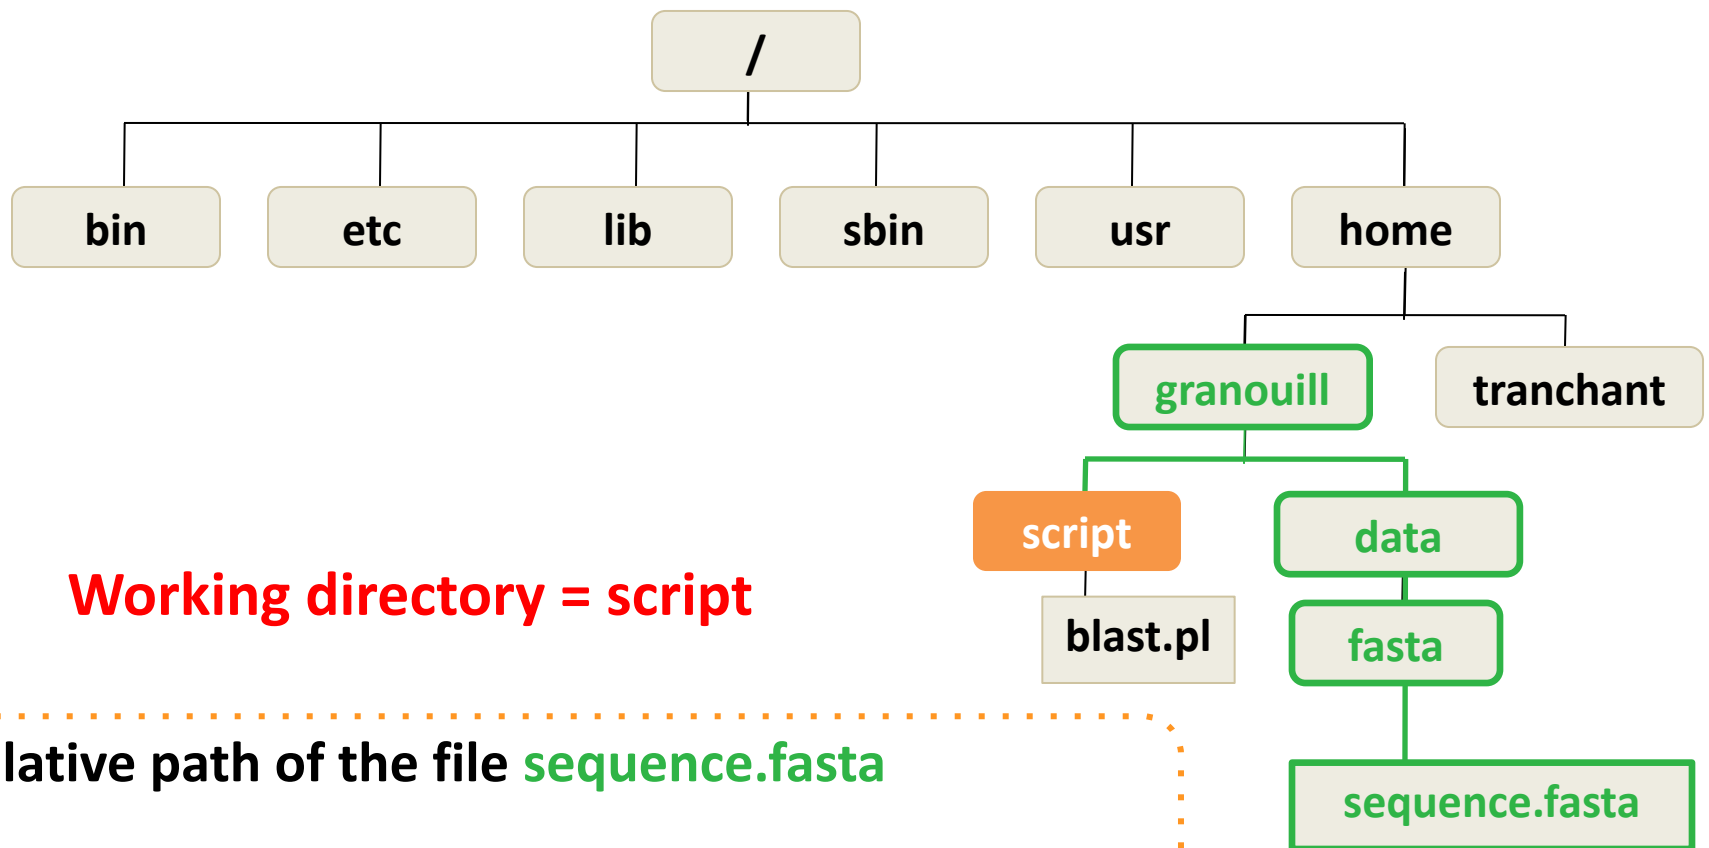 /
bin
etc
lib
sbin
usr
home
granouill
tranchant
script
data
Working directory = script
blast.pl
fasta
lative path of the file sequence.fasta
sequence.fasta